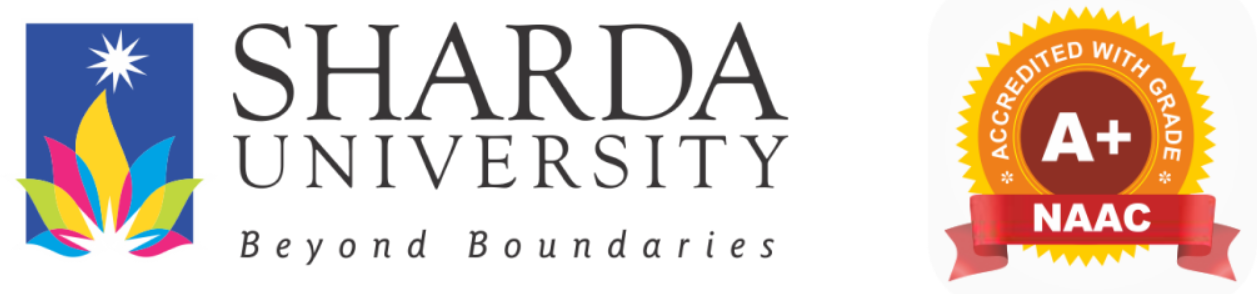 SHARDA
UNIVERSITY
Beyond Boundaries
ACCREDITED WITH GRADE
A+
NAAC